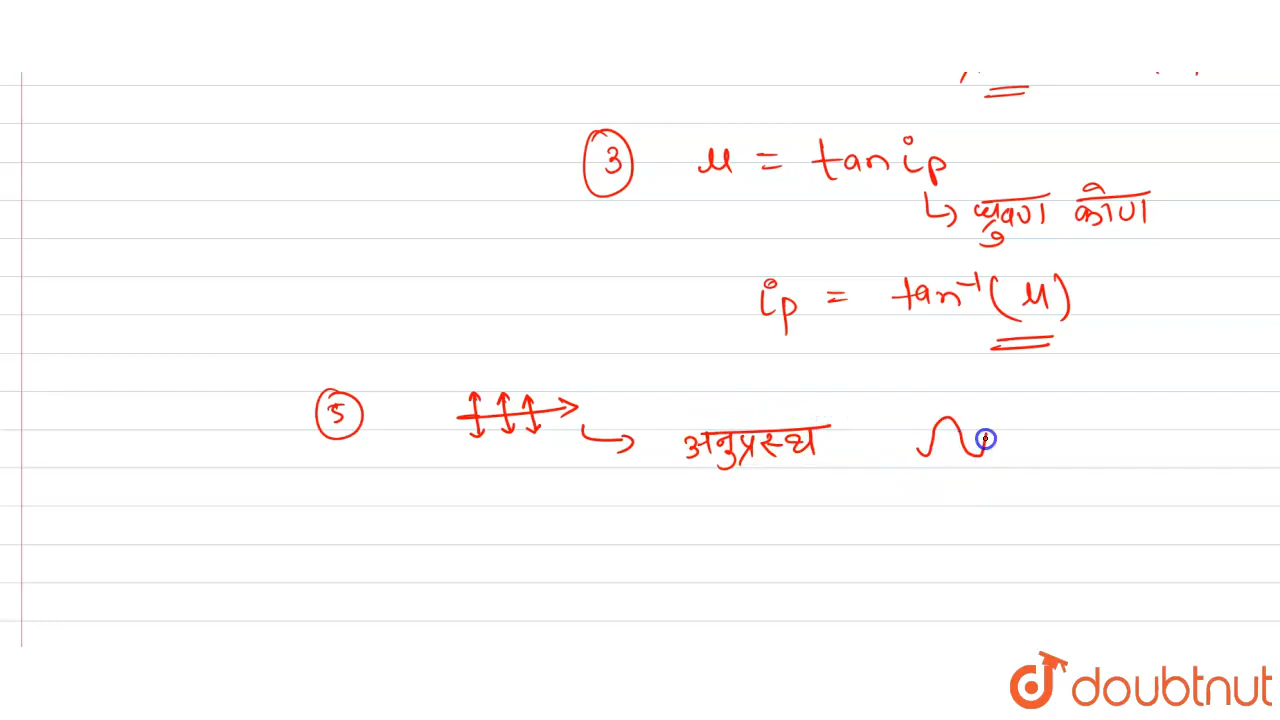 ③ μ = tan ip
↳ ध्रुवण कोण
ip = tan⁻¹(μ)
⑤ अनुप्रस्थ
doubtnut